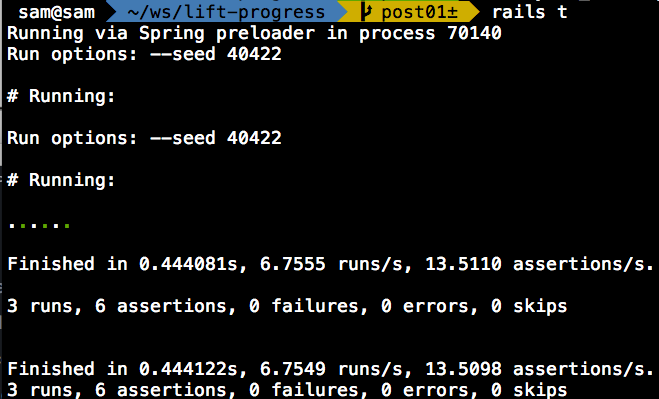 sam@sam ~/ws/lift-progress post01± rails t
Running via Spring preloader in process 70140
Run options: --seed 40422
# Running:
Run options: --seed 40422
# Running:
......
Finished in 0.444081s, 6.7555 runs/s, 13.5110 assertions/s.
3 runs, 6 assertions, 0 failures, 0 errors, 0 skips
Finished in 0.444122s, 6.7549 runs/s, 13.5098 assertions/s.
3 runs, 6 assertions, 0 failures, 0 errors, 0 skips